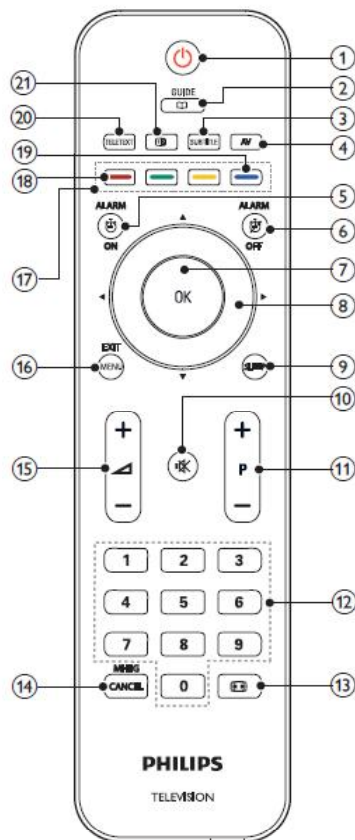 1
GUIDE
2
21
20
3
TELETEXT
SUBTITLE
AV
4
19
18
17
ALARM
ON
5
ALARM
OFF
6
7
OK
8
EXIT
MENU
16
9
10
+
15
−
+
P
−
11
1 2 3
4 5 6
12
7 8 9
MHEG
CANCEL
14
0
13
PHILIPS
TELEVISION